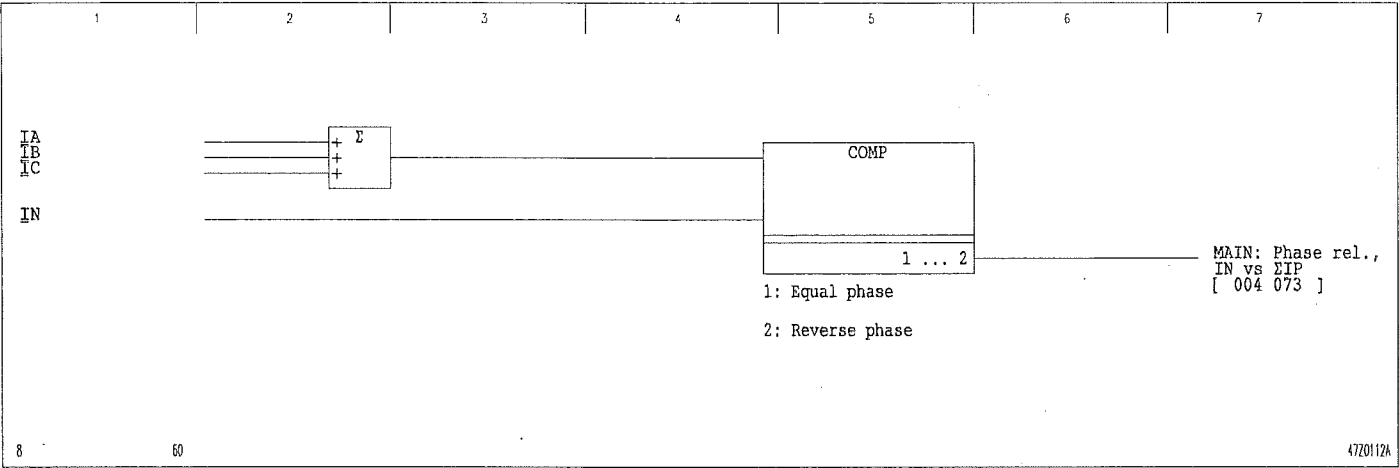 1 2 3 4 5 6 7
IA
IB
IC
IN
+ Σ
+
+
COMP
1 ... 2
1: Equal phase
2: Reverse phase
MAIN: Phase rel.,
IN vs ΣIP
[ 004 073 ]
8 60 47Z0112A